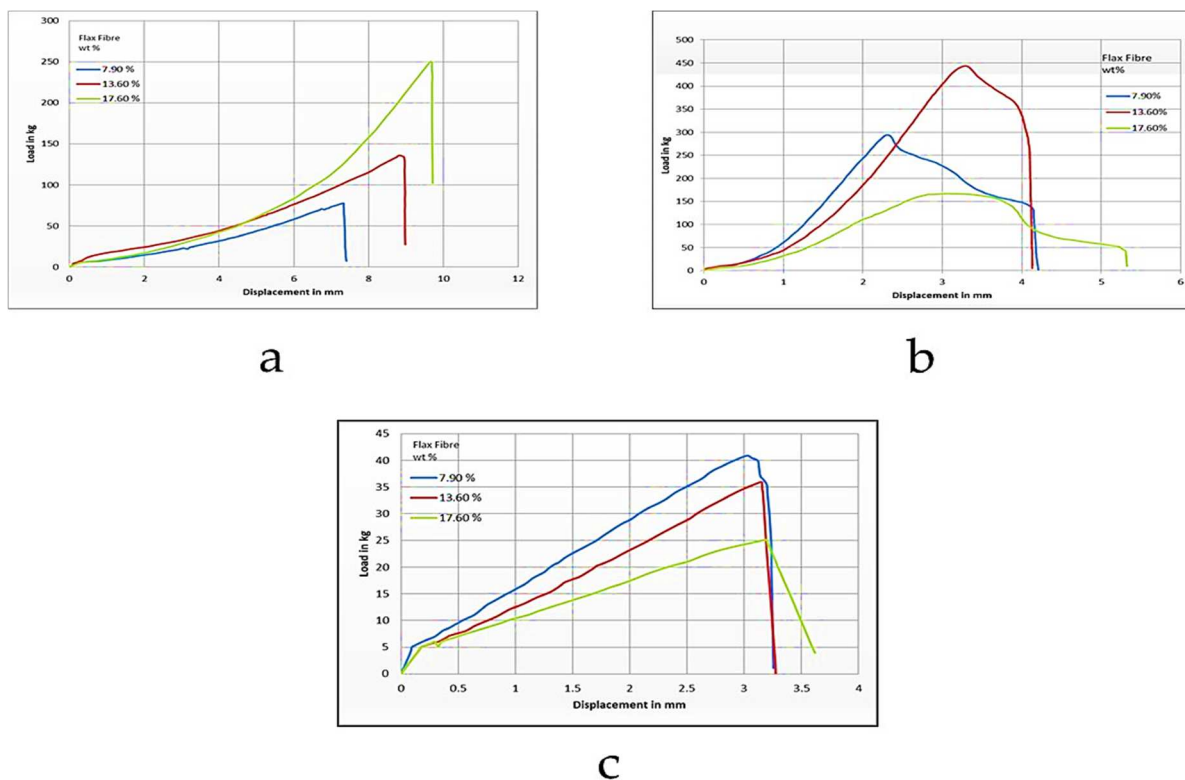 Flax Fibre
wt %
7.90 %
13.60 %
17.60 %
Load in kg
300
250
200
150
100
50
0
0 2 4 6 8 10 12
Displacement in mm
a
Flax Fibre
wt%
7.90%
13.60%
17.60%
Load in kg
500
450
400
350
300
250
200
150
100
50
0
0 1 2 3 4 5 6
Displacement in mm
b
Flax Fibre
wt %
7.90 %
13.60 %
17.60 %
Load in kg
45
40
35
30
25
20
15
10
5
0
0 0.5 1 1.5 2 2.5 3 3.5 4
Displacement in mm
c